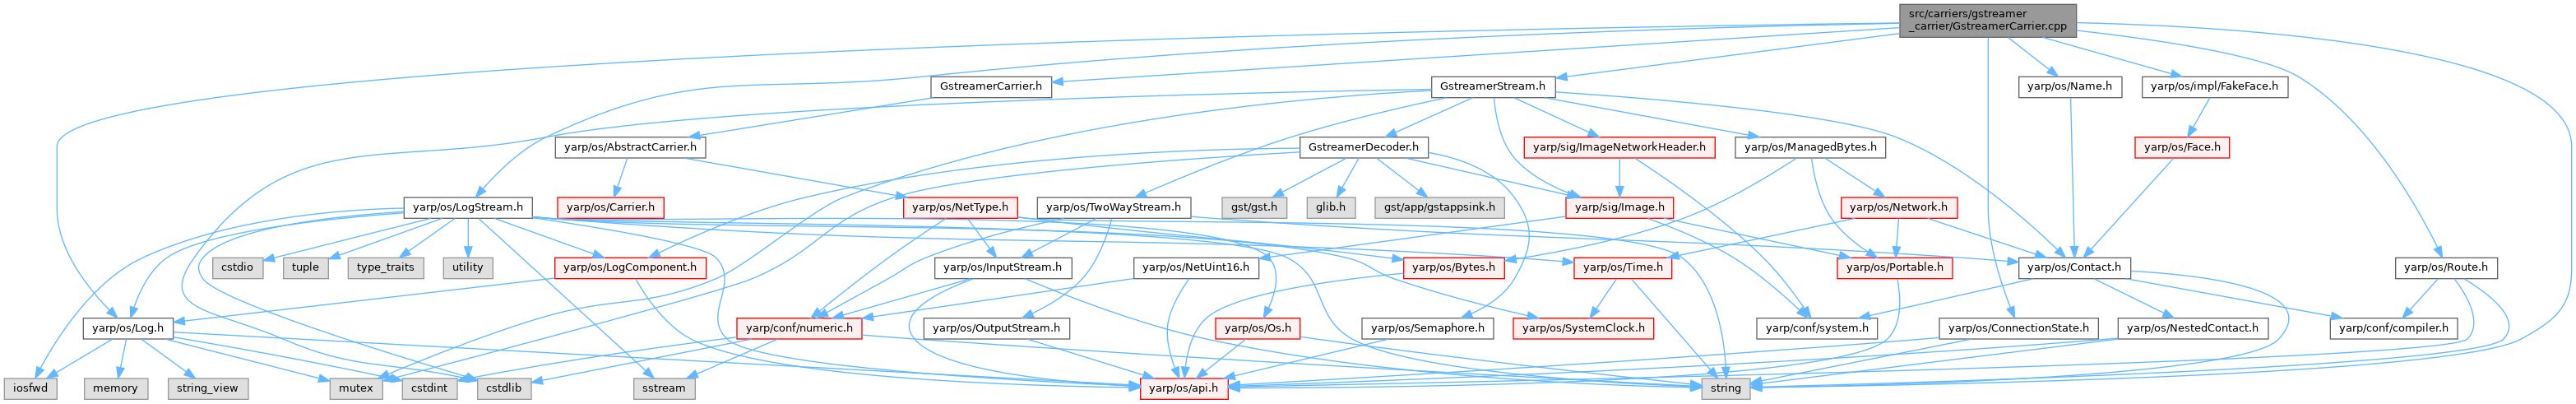 src/carriers/gstreamer
_carrier/GstreamerCarrier.cpp
GstreamerCarrier.h
GstreamerStream.h
yarp/os/Name.h
yarp/os/impl/FakeFace.h
yarp/os/AbstractCarrier.h
GstreamerDecoder.h
yarp/sig/ImageNetworkHeader.h
yarp/os/ManagedBytes.h
yarp/os/Face.h
yarp/os/LogStream.h
yarp/os/Carrier.h
yarp/os/NetType.h
yarp/os/TwoWayStream.h
gst/gst.h
glib.h
gst/app/gstappsink.h
yarp/sig/Image.h
yarp/os/Network.h
cstdio
tuple
type_traits
utility
yarp/os/LogComponent.h
yarp/os/InputStream.h
yarp/os/NetUint16.h
yarp/os/Bytes.h
yarp/os/Time.h
yarp/os/Portable.h
yarp/os/Contact.h
yarp/os/Route.h
yarp/os/Log.h
yarp/conf/numeric.h
yarp/os/OutputStream.h
yarp/os/Os.h
yarp/os/Semaphore.h
yarp/os/SystemClock.h
yarp/conf/system.h
yarp/os/ConnectionState.h
yarp/os/NestedContact.h
yarp/conf/compiler.h
iosfwd
memory
string_view
mutex
cstdint
cstdlib
sstream
yarp/os/api.h
string